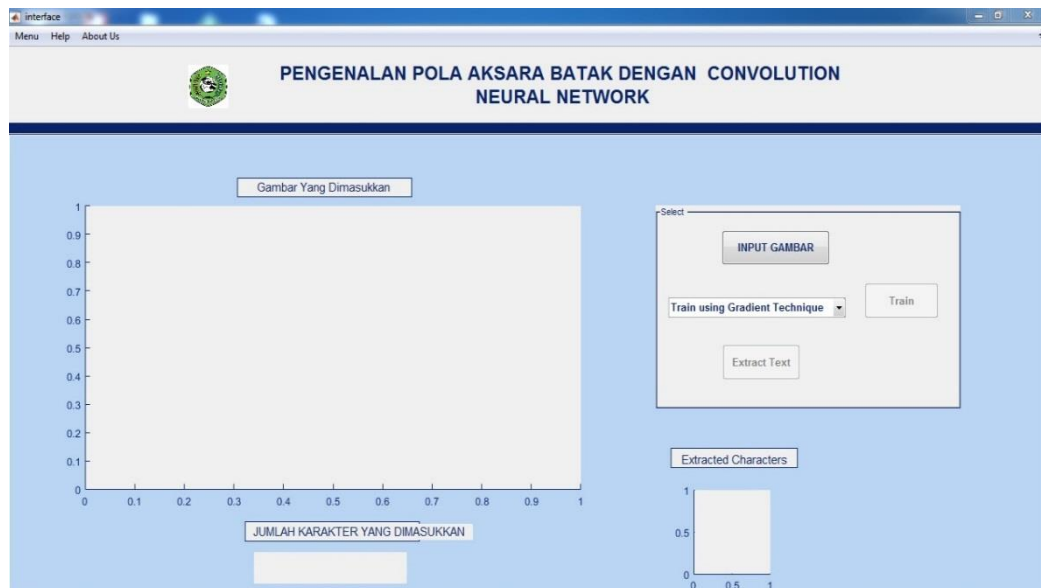 interface
Menu Help About Us
PENGENALAN POLA AKSARA BATAK DENGAN CONVOLUTION
NEURAL NETWORK
Gambar Yang Dimasukkan
1
0.9
0.8
0.7
0.6
0.5
0.4
0.3
0.2
0.1
0
0 0.1 0.2 0.3 0.4 0.5 0.6 0.7 0.8 0.9 1
JUMLAH KARAKTER YANG DIMASUKKAN
Select
INPUT GAMBAR
Train using Gradient Technique Train
Extract Text
Extracted Characters
1
0.5
0
0 0.5 1